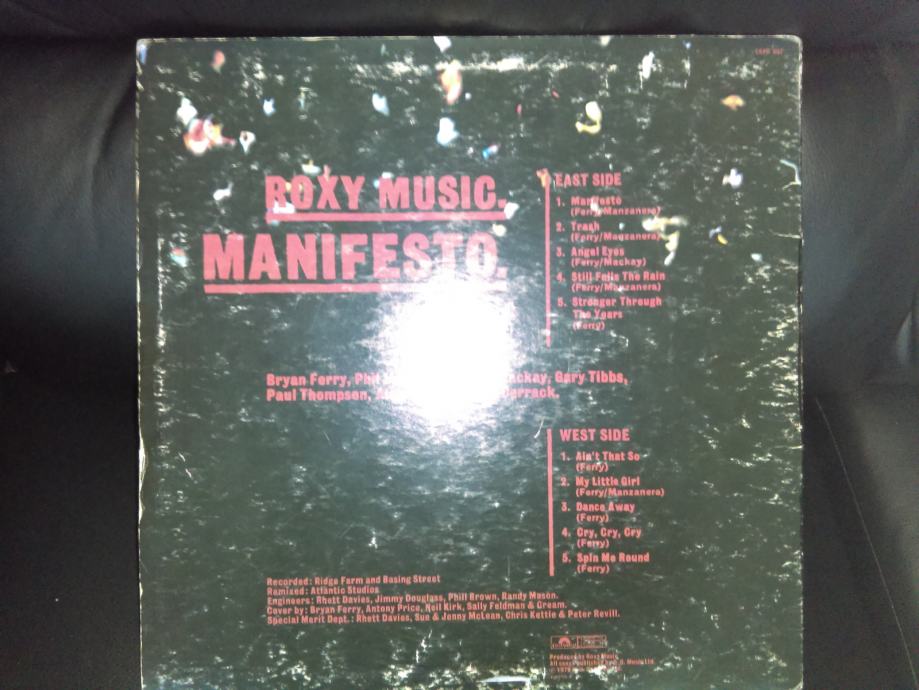 ROXY MUSIC.
MANIFESTO.
EAST SIDE
1. Manifesto
(Ferry/Manzanera)
2. Trash
(Ferry/Manzanera)
3. Angel Eyes
(Ferry/Mackay)
4. Still Falls The Rain
(Ferry/Manzanera)
5. Stronger Through
The Years
(Ferry)
Bryan Ferry, Gary Tibbs,
Paul Thompson,
WEST SIDE
1. Ain't That So
(Ferry)
2. My Little Girl
(Ferry/Manzanera)
3. Dance Away
(Ferry)
4. Cry, Cry, Cry
(Ferry)
5. Spin Me Round
(Ferry)
Recorded: Ridge Farm and Basing Street
Remixed: Atlantic Studios
Engineers: Rhett Davies, Jimmy Douglass, Phill Brown, Randy Mason.
Cover by: Bryan Ferry, Antony Price, Neil Kirk, Sally Feldman & Cream.
Special Merit Dept.: Rhett Davies, Sue & Jenny McLean, Chris Kettle & Peter Revill.
Produced by Roxy Music